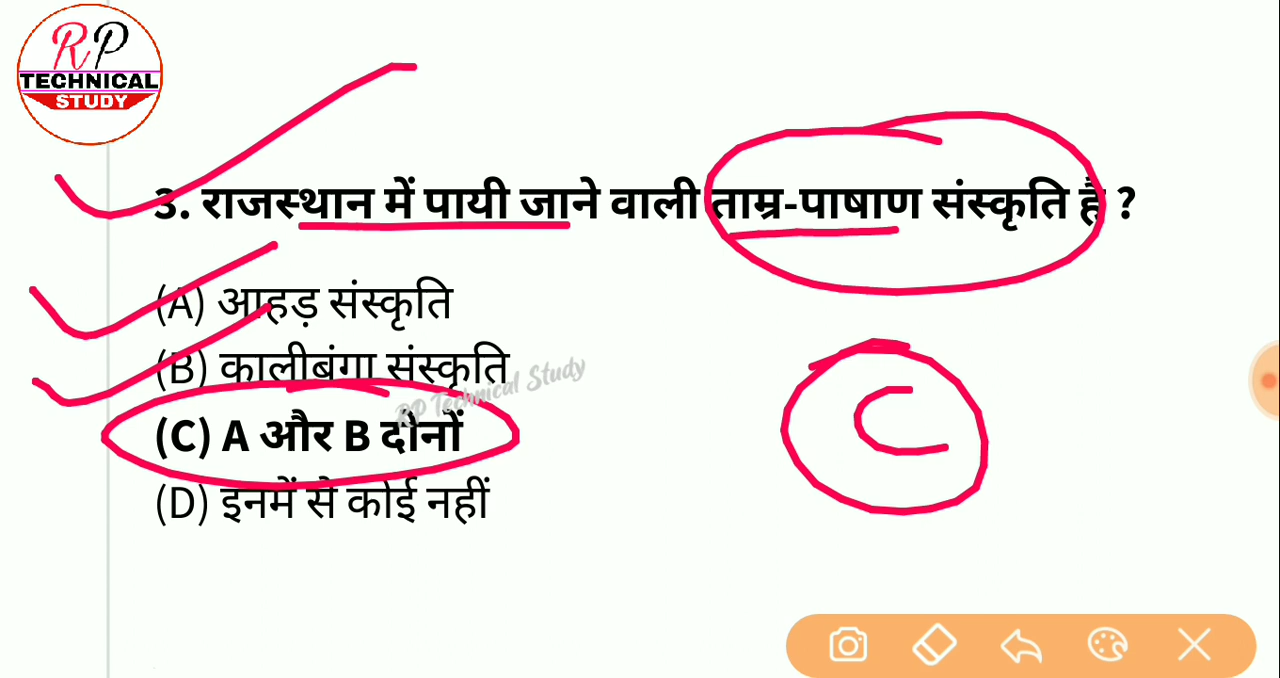 RP
TECHNICAL
STUDY
3. राजस्थान में पायी जाने वाली ताम्र-पाषाण संस्कृति है ?
(A) आहड़ संस्कृति
(B) कालीबंगा संस्कृति
RP Technical Study
(C) A और B दोनों
C
(D) इनमें से कोई नहीं